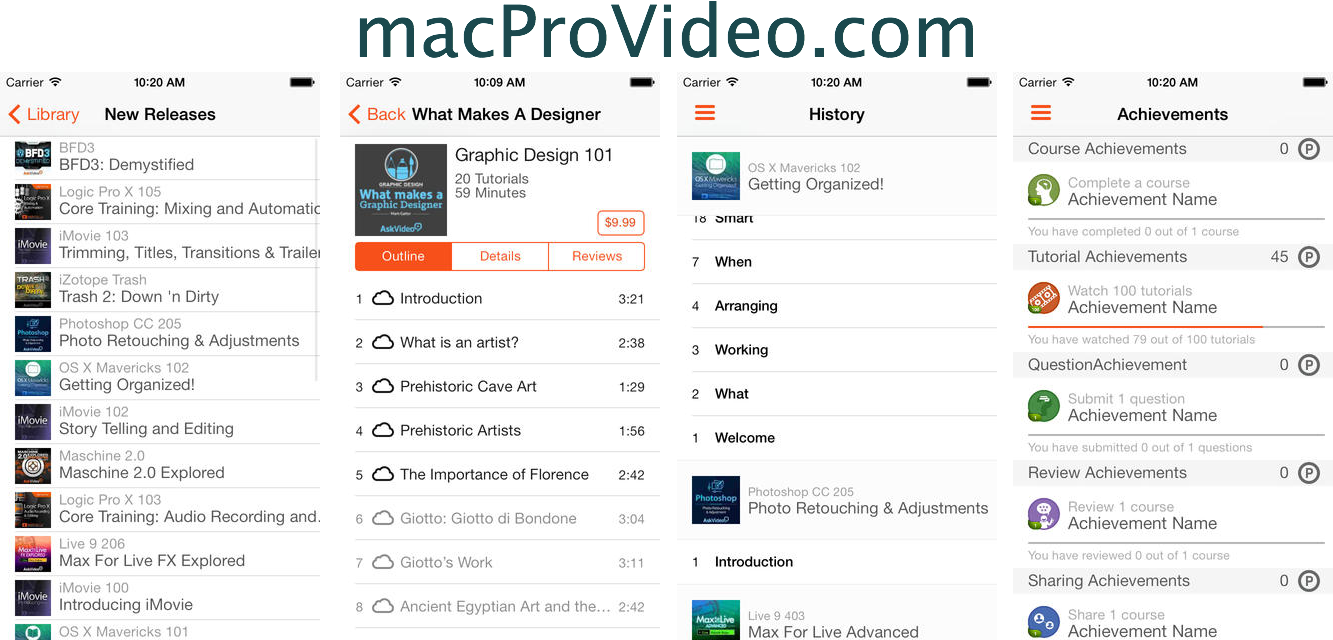 macProVideo.com
Carrier 10:20 AM
Library New Releases
BFD3
BFD3: Demystified
Logic Pro X 105
Core Training: Mixing and Automatic
iMovie 103
Trimming, Titles, Transitions & Trailer
iZotope Trash
Trash 2: Down 'n Dirty
Photoshop CC 205
Photo Retouching & Adjustments
OS X Mavericks 102
Getting Organized!
iMovie 102
Story Telling and Editing
Maschine 2.0
Maschine 2.0 Explored
Logic Pro X 103
Core Training: Audio Recording and...
Live 9 206
Max For Live FX Explored
iMovie 100
Introducing iMovie
OS X Mavericks 101
Carrier 10:09 AM
Back What Makes A Designer
GRAPHIC DESIGN
What makes a
Graphic Designer
AskVideo
Graphic Design 101
20 Tutorials
59 Minutes
$9.99
Outline Details Reviews
1 Introduction 3:21
2 What is an artist? 2:38
3 Prehistoric Cave Art 1:29
4 Prehistoric Artists 1:56
5 The Importance of Florence 2:42
6 Giotto: Giotto di Bondone 3:04
7 Giotto's Work 3:11
8 Ancient Egyptian Art and the... 2:42
Carrier 10:20 AM
History
OS X Mavericks
Getting Organized!
OS X Mavericks 102
Getting Organized!
18 Smart
7 When
4 Arranging
3 Working
2 What
1 Welcome
Photoshop
AskVideo
Photoshop CC 205
Photo Retouching & Adjustments
1 Introduction
Max Live
ADVANCED
Live 9 403
Max For Live Advanced
Carrier 10:20 AM
Achievements
Course Achievements 0 P
Complete a course
Achievement Name
You have completed 0 out of 1 course
Tutorial Achievements 45 P
Watch 100 tutorials
Achievement Name
You have watched 79 out of 100 tutorials
QuestionAchievement 0 P
Submit 1 question
Achievement Name
You have submitted 0 out of 1 questions
Review Achievements 0 P
Review 1 course
Achievement Name
You have reviewed 0 out of 1 course
Sharing Achievements 0 P
Share 1 course
Achievement Name